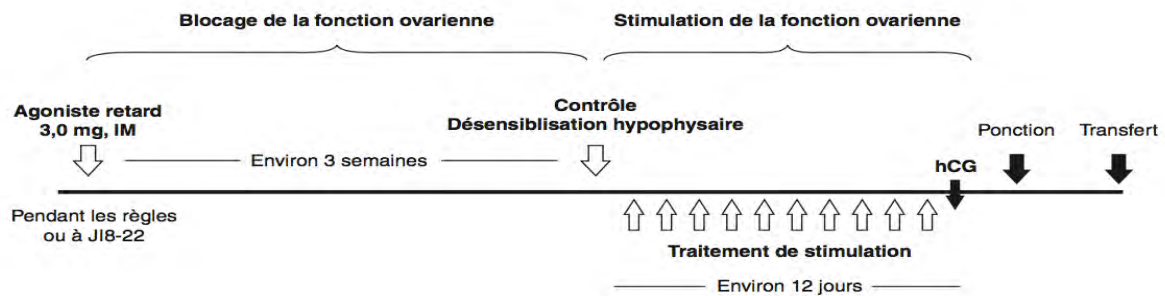 Blocage de la fonction ovarienne
Stimulation de la fonction ovarienne
Agoniste retard
3,0 mg, IM
Contrôle
Désensiblisation hypophysaire
Environ 3 semaines
hCG
Ponction
Transfert
Pendant les règles
ou à JI8-22
Traitement de stimulation
Environ 12 jours